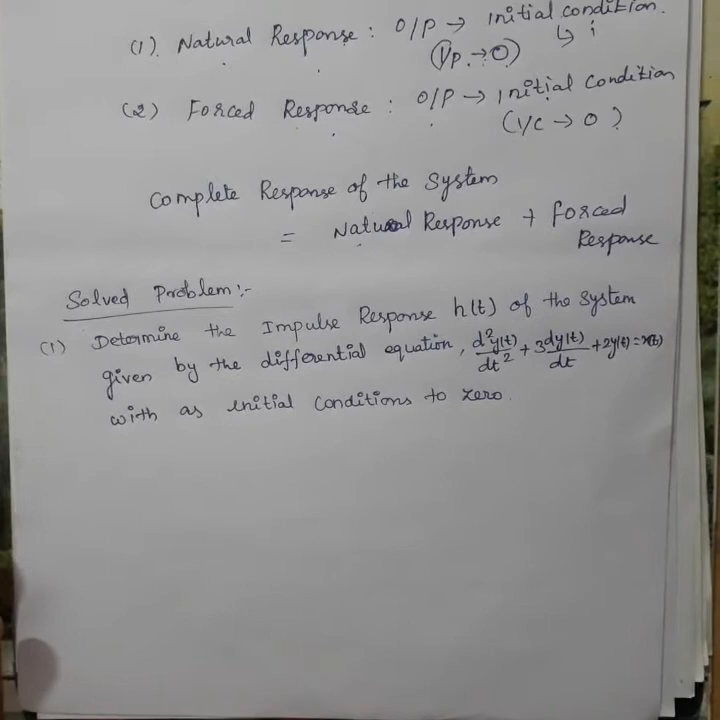 (1) Natural Response : O/P → Initial condition.
(I/p. → 0) ↳ i
(2) Forced Response : O/P → Initial Condition
(I/C → 0)
Complete Response of the System
= Natural Response + Forced
Response
Solved Problem:-
(1) Determine the Impulse Response h(t) of the System
given by the differential equation, d²y(t)/dt² + 3dy(t)/dt + 2y(t) = x(t)
with as initial conditions to zero.